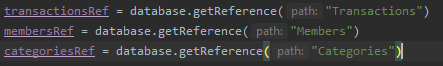 transactionsRef = database.getReference( path: "Transactions")
membersRef = database.getReference( path: "Members")
categoriesRef = database.getReference( path: "Categories")